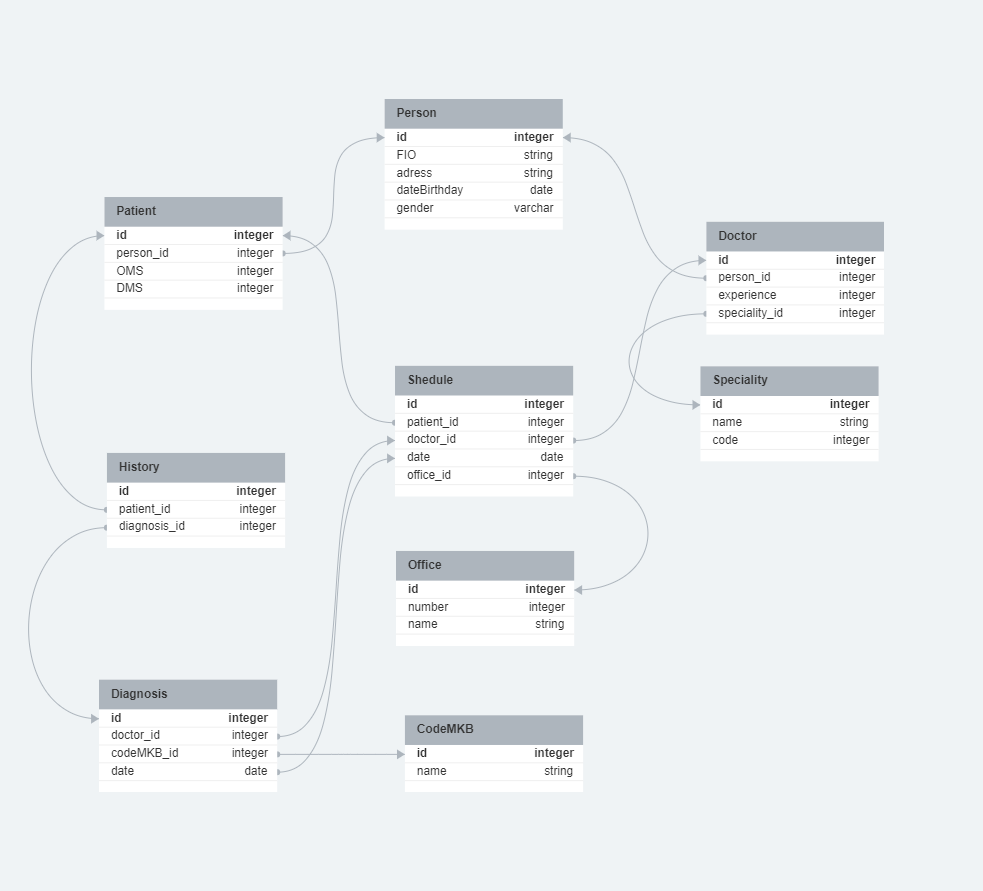 Person
id integer
FIO string
adress string
dateBirthday date
gender varchar
Patient
id integer
person_id integer
OMS integer
DMS integer
Doctor
id integer
person_id integer
experience integer
speciality_id integer
Shedule
id integer
patient_id integer
doctor_id integer
date date
office_id integer
Speciality
id integer
name string
code integer
History
id integer
patient_id integer
diagnosis_id integer
Office
id integer
number integer
name string
Diagnosis
id integer
doctor_id integer
codeMKB_id integer
date date
CodeMKB
id integer
name string